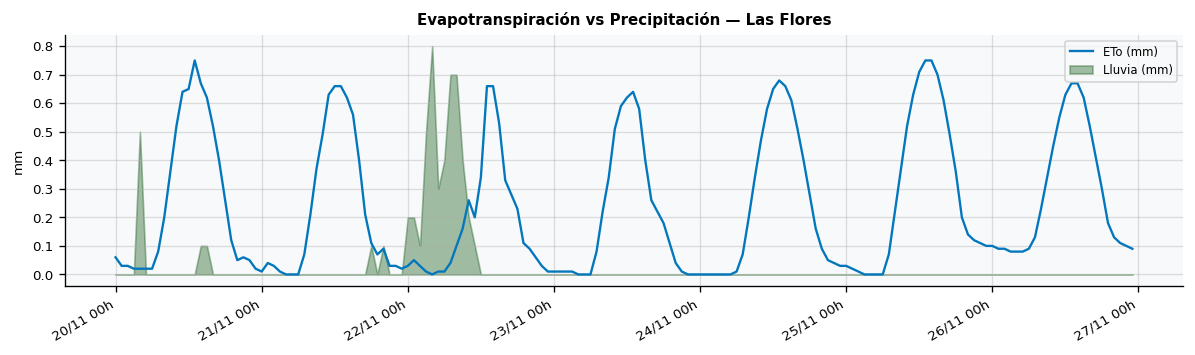 Evapotranspiración vs Precipitación — Las Flores
ETo (mm)
Lluvia (mm)
mm
0.8
0.7
0.6
0.5
0.4
0.3
0.2
0.1
0.0
20/11 00h
21/11 00h
22/11 00h
23/11 00h
24/11 00h
25/11 00h
26/11 00h
27/11 00h